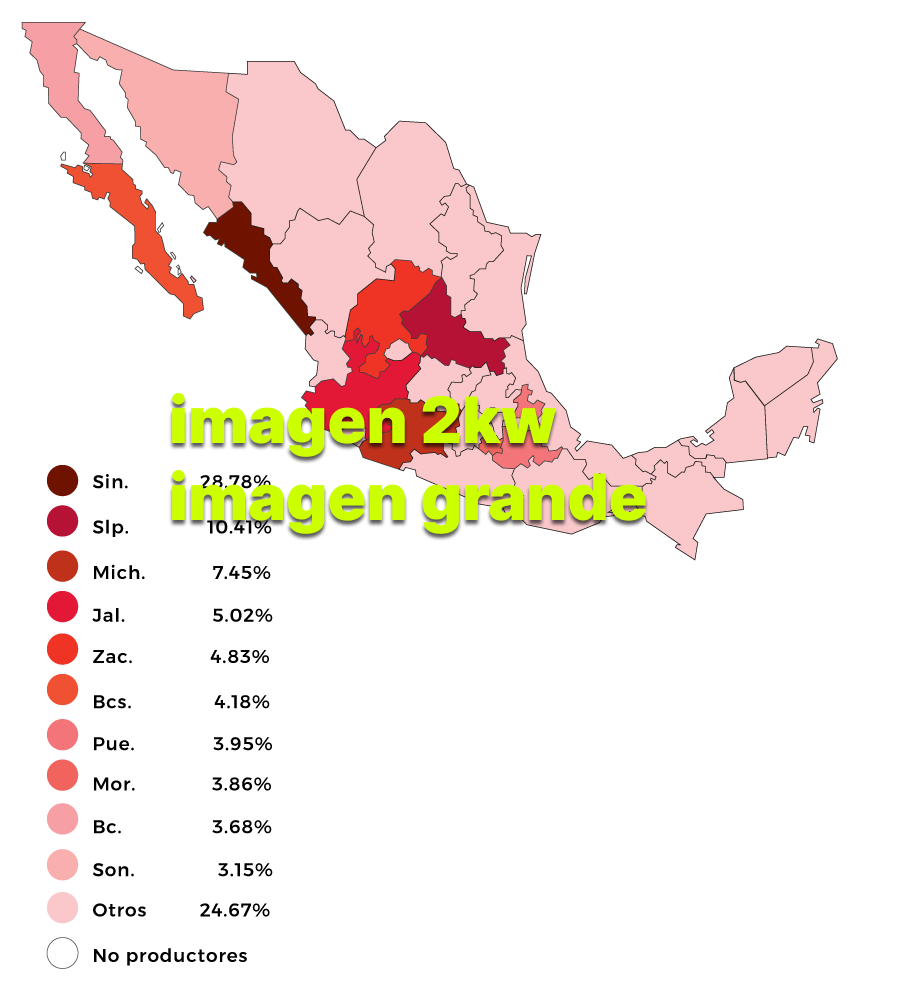 imagen 2kw
imagen grande
Sin. 28.78%
Slp. 10.41%
Mich. 7.45%
Jal. 5.02%
Zac. 4.83%
Bcs. 4.18%
Pue. 3.95%
Mor. 3.86%
Bc. 3.68%
Son. 3.15%
Otros 24.67%
No productores